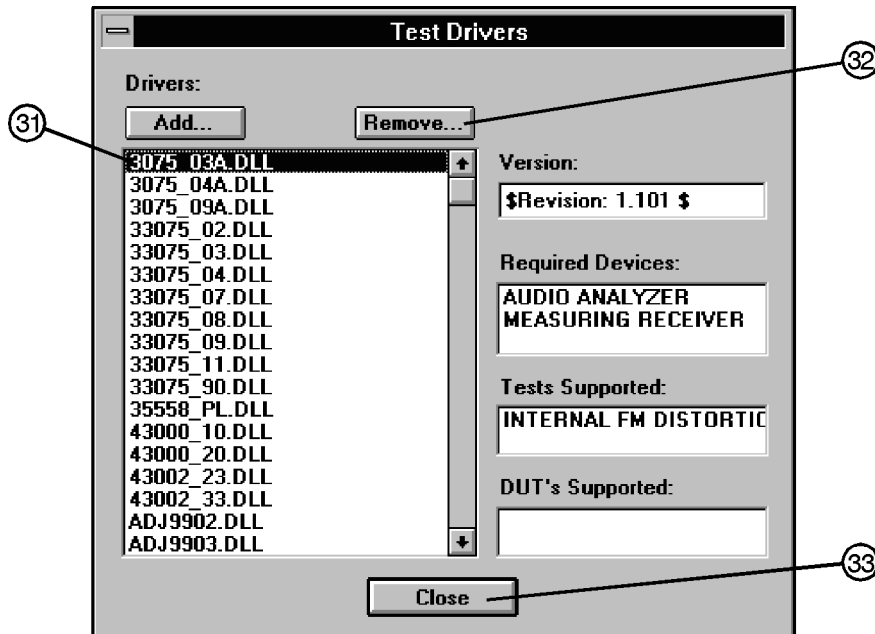 Test Drivers
32
Drivers:
Add...
Remove...
31
3075_03A.DLL
3075_04A.DLL
3075_09A.DLL
33075_02.DLL
33075_03.DLL
33075_04.DLL
33075_07.DLL
33075_08.DLL
33075_09.DLL
33075_11.DLL
33075_90.DLL
35558_PL.DLL
43000_10.DLL
43000_20.DLL
43002_23.DLL
43002_33.DLL
ADJ9902.DLL
ADJ9903.DLL
Version:
$Revision: 1.101 $
Required Devices:
AUDIO ANALYZER
MEASURING RECEIVER
Tests Supported:
INTERNAL FM DISTORTIO
DUT's Supported:
33
Close